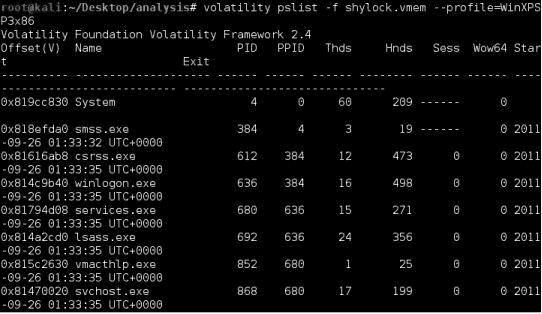 root@kali:~/Desktop/analysis# volatility pslist -f shylock.vmem --profile=WinXPS
P3x86
Volatility Foundation Volatility Framework 2.4
Offset(V) Name PID PPID Thds Hnds Sess Wow64 Star
t Exit
---------- -------------------- ------ ------ ------ -------- ------ ------ ----
-------------------------- ------------------------------
0x819cc830 System 4 0 60 209 ------ 0
0x818efda0 smss.exe 384 4 3 19 ------ 0 2011
-09-26 01:33:32 UTC+0000
0x81616ab8 csrss.exe 612 384 12 473 0 0 2011
-09-26 01:33:35 UTC+0000
0x814c9b40 winlogon.exe 636 384 16 498 0 0 2011
-09-26 01:33:35 UTC+0000
0x81794d08 services.exe 680 636 15 271 0 0 2011
-09-26 01:33:35 UTC+0000
0x814a2cd0 lsass.exe 692 636 24 356 0 0 2011
-09-26 01:33:35 UTC+0000
0x815c2630 vmacthlp.exe 852 680 1 25 0 0 2011
-09-26 01:33:35 UTC+0000
0x81470020 svchost.exe 868 680 17 199 0 0 2011
-09-26 01:33:35 UTC+0000